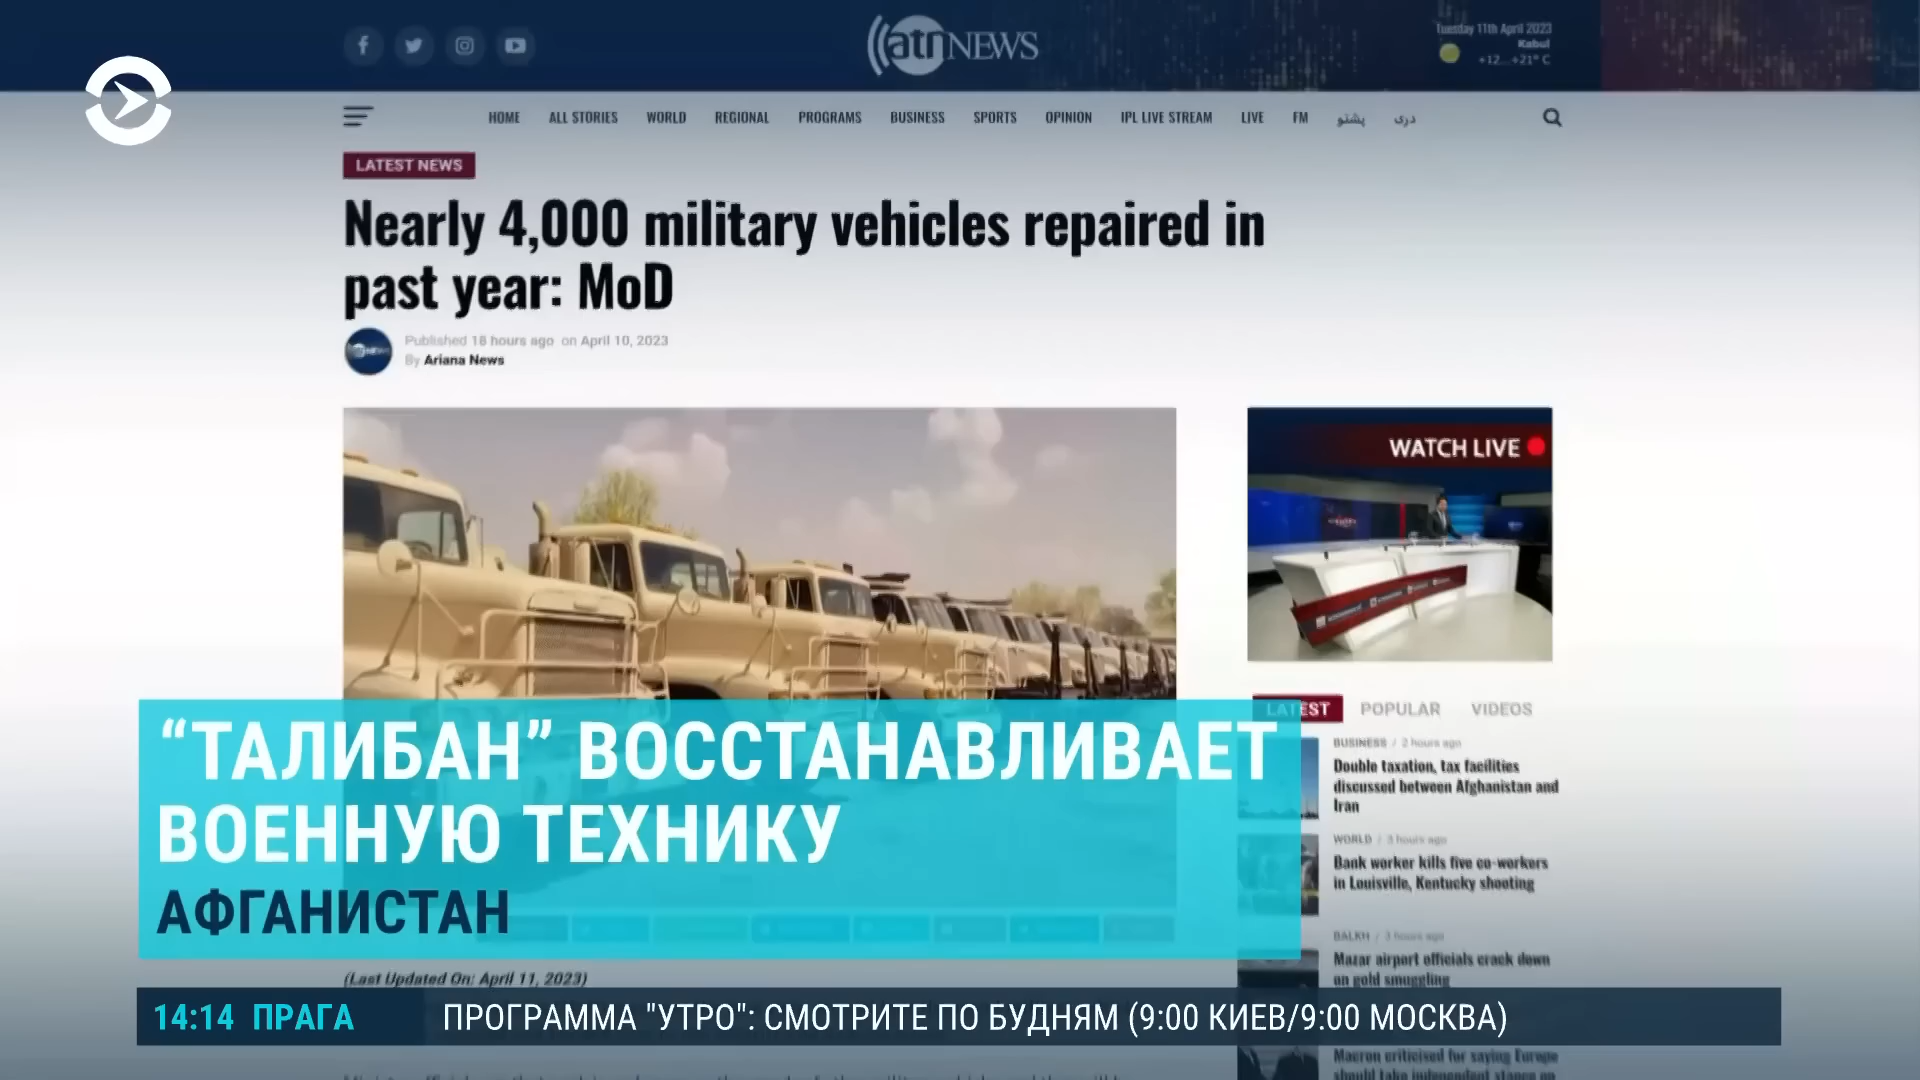 atn NEWS
Tuesday 11th April 2023
Kabul
+12...+21° C
HOME ALL STORIES WORLD REGIONAL PROGRAMS BUSINESS SPORTS OPINION IPL LIVE STREAM LIVE FM پشتو دری
LATEST NEWS
Nearly 4,000 military vehicles repaired in
past year: MoD
Published 18 hours ago on April 10, 2023
By Ariana News
WATCH LIVE
LATEST POPULAR VIDEOS
BUSINESS / 2 hours ago
Double taxation, tax facilities
discussed between Afghanistan and
Iran
WORLD / 3 hours ago
Bank worker kills five co-workers
in Louisville, Kentucky shooting
BALKH / 3 hours ago
Mazar airport officials crack down
on gold smuggling
“ТАЛИБАН” ВОССТАНАВЛИВАЕТ
ВОЕННУЮ ТЕХНИКУ
АФГАНИСТАН
(Last Updated On: April 11, 2023)
14:14 ПРАГА ПРОГРАММА "УТРО": СМОТРИТЕ ПО БУДНЯМ (9:00 КИЕВ/9:00 МОСКВА)
Macron criticised for saying Europe
should take independent stance on